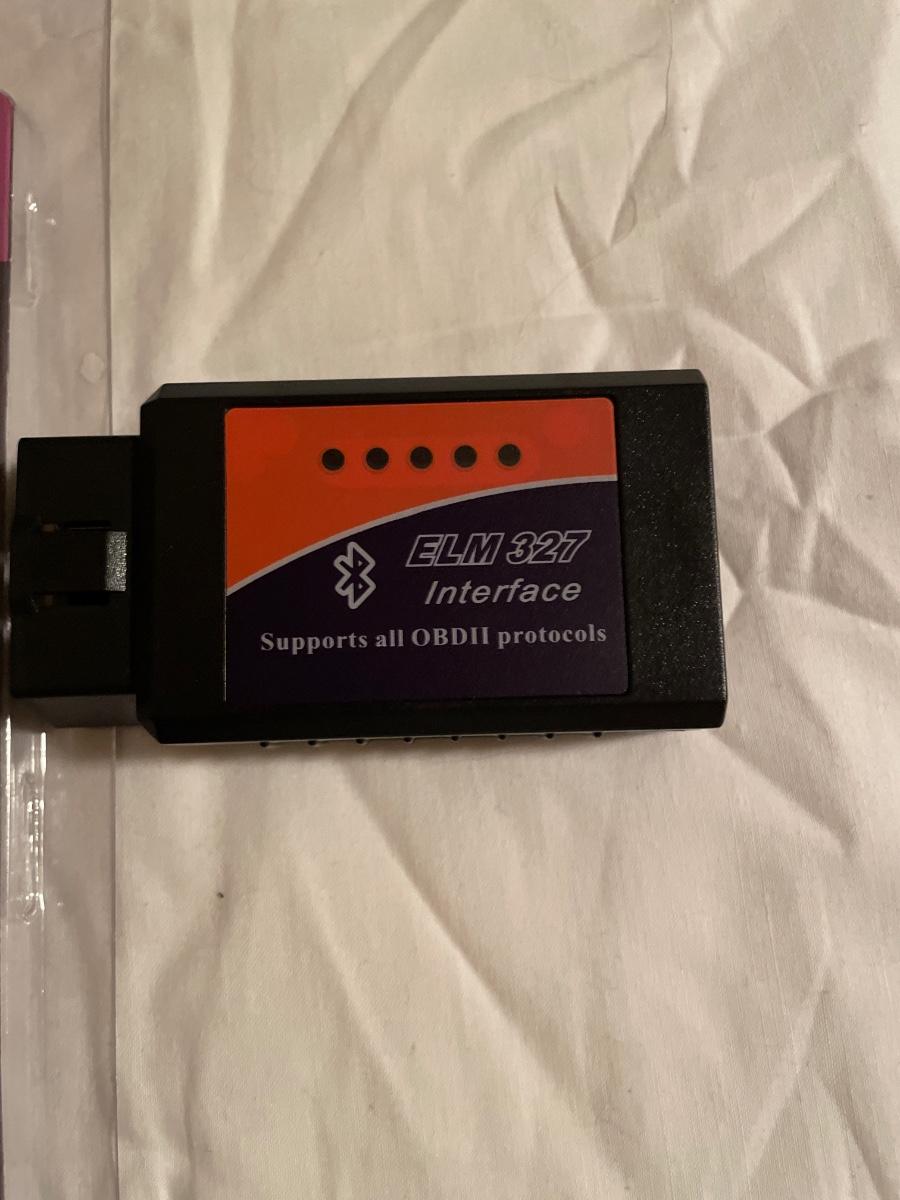 ELM 327
Interface
Supports all OBDII protocols